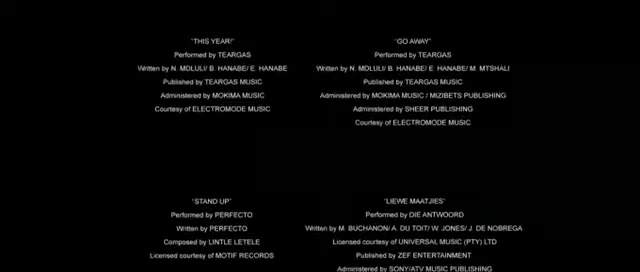 "THIS YEAR!"
Performed by TEARGAS
Written by N. MDLULI/ B. HANABE/ E. HANABE
Published by TEARGAS MUSIC
Administered by MOKIMA MUSIC
Courtesy of ELECTROMODE MUSIC
"GO AWAY"
Performed by TEARGAS
Written by N. MDLULI/ B. HANABE/ E. HANABE/ M. MTSHALI
Published by TEARGAS MUSIC
Administered by MOKIMA MUSIC / MIZIBETS PUBLISHING
Administered by SHEER PUBLISHING
Courtesy of ELECTROMODE MUSIC
"STAND UP"
Performed by PERFECTO
Written by PERFECTO
Composed by LINTLE LETELE
Licensed courtesy of MOTIF RECORDS
"LIEWE MAATJIES"
Performed by DIE ANTWOORD
Written by M. BUCHANON/ A. DU TOIT/ W. JONES/ J. DE NOBREGA
Licensed courtesy of UNIVERSAL MUSIC (PTY) LTD
Published by ZEF ENTERTAINMENT
Administered by SONY/ATV MUSIC PUBLISHING